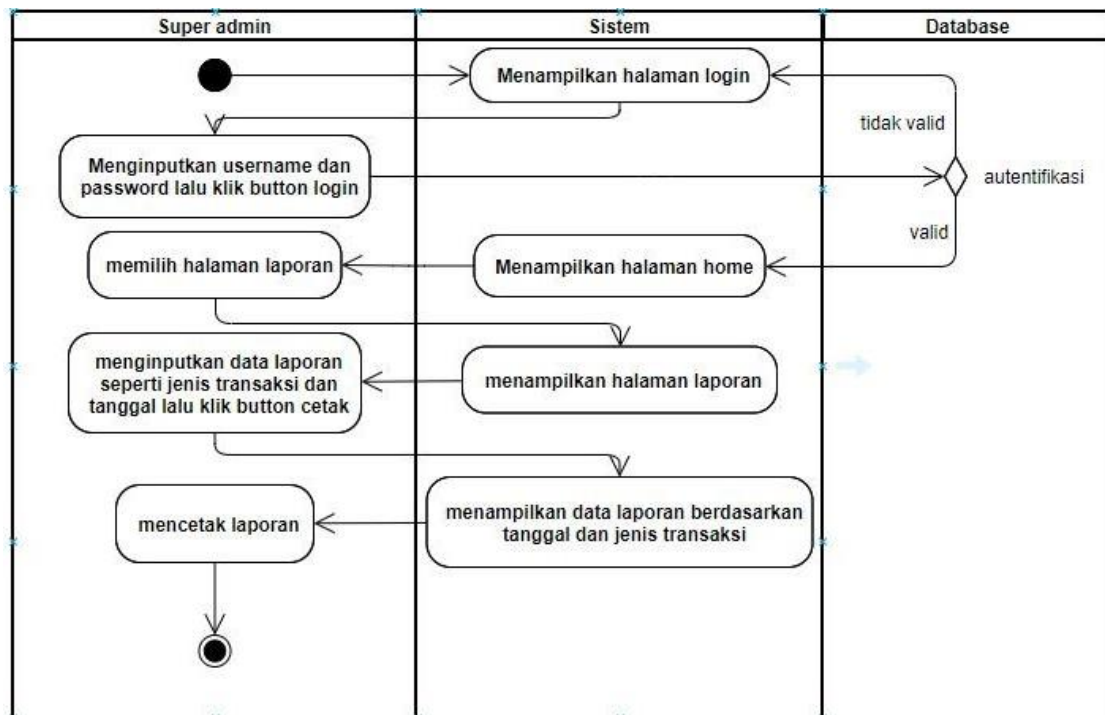 Super admin
Sistem
Database
Menampilkan halaman login
tidak valid
Menginputkan username dan
password lalu klik button login
autentifikasi
valid
memilih halaman laporan
Menampilkan halaman home
menginputkan data laporan
seperti jenis transaksi dan
tanggal lalu klik button cetak
menampilkan halaman laporan
mencetak laporan
menampilkan data laporan berdasarkan
tanggal dan jenis transaksi